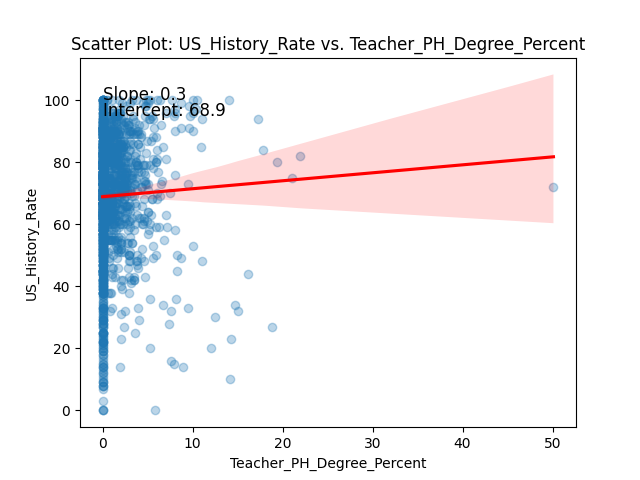 Scatter Plot: US_History_Rate vs. Teacher_PH_Degree_Percent
Slope: 0.3
Intercept: 68.9
100
80
60
40
20
0
US_History_Rate
0 10 20 30 40 50
Teacher_PH_Degree_Percent